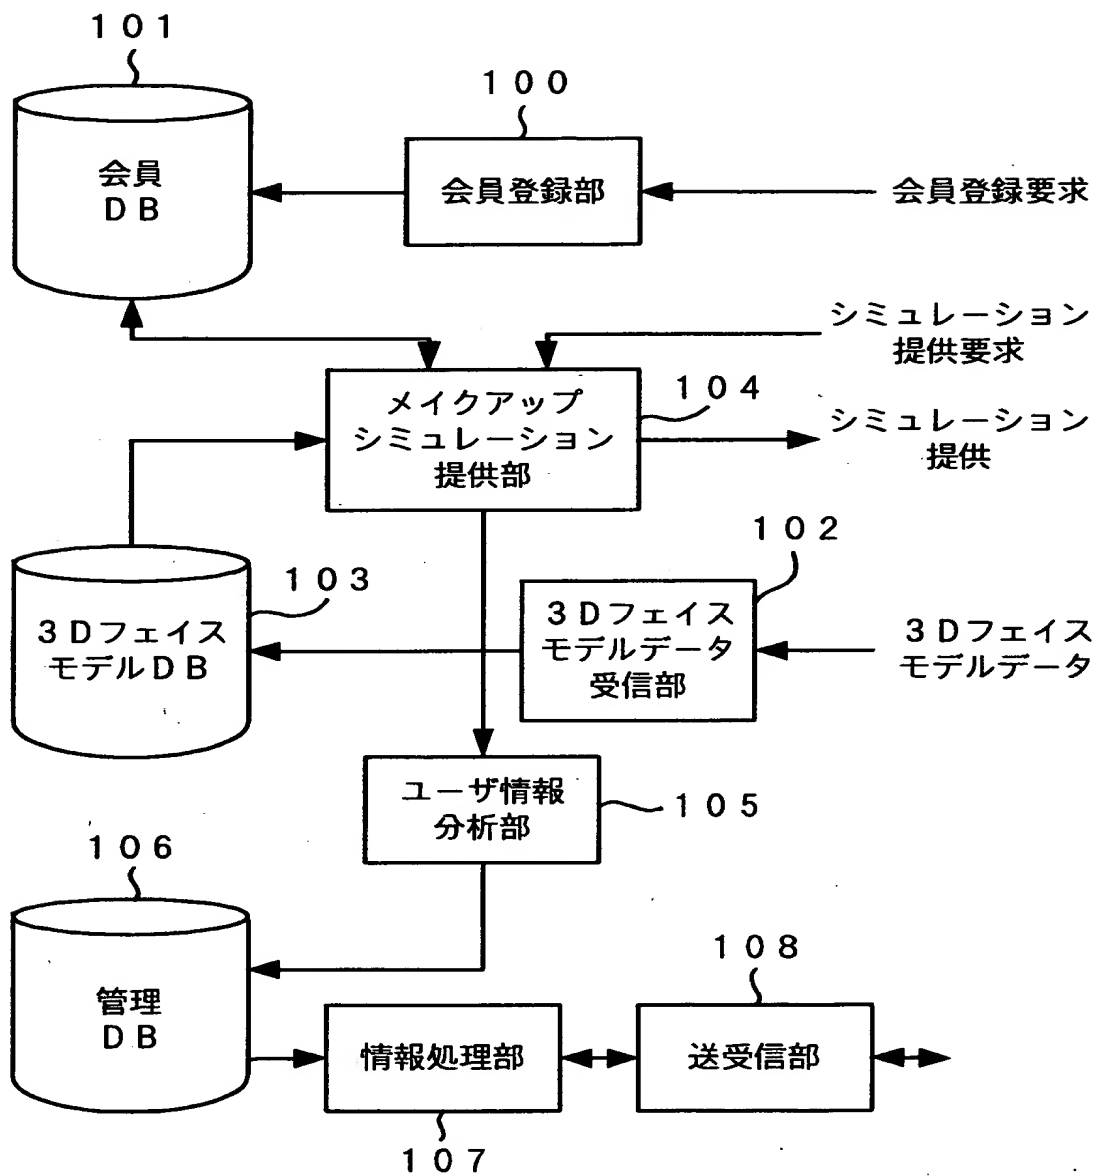 １０１
１００
会員
ＤＢ
会員登録部
会員登録要求
シミュレーション
提供要求
メイクアップ
シミュレーション
提供部
１０４
シミュレーション
提供
１０２
１０３
３Ｄフェイス
モデルＤＢ
３Ｄフェイス
モデルデータ
受信部
３Ｄフェイス
モデルデータ
ユーザ情報
分析部
１０５
１０６
１０８
管理
ＤＢ
情報処理部
送受信部
１０７